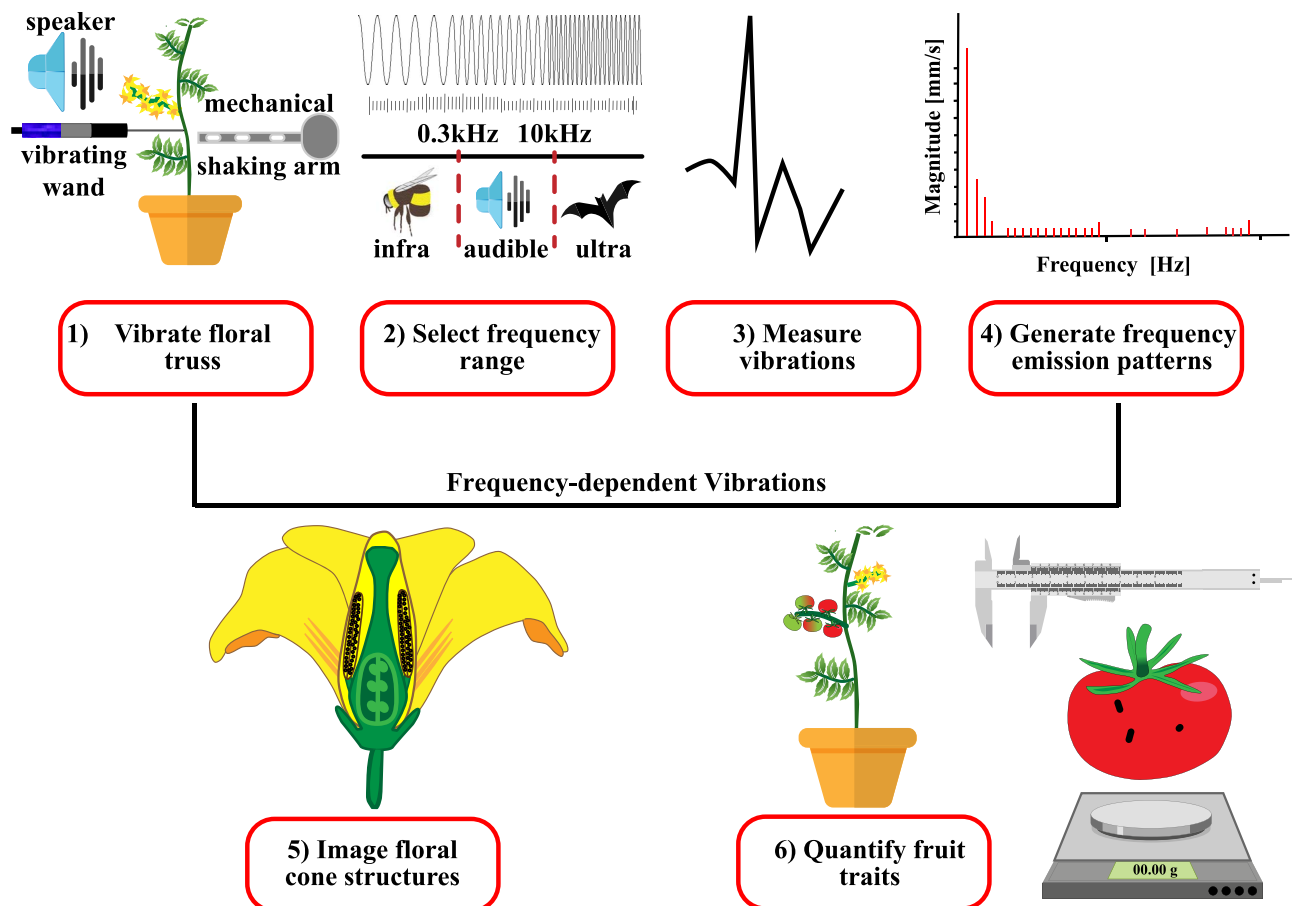 speaker
mechanical
vibrating
wand
shaking arm
0.3kHz 10kHz
infra audible ultra
Magnitude [mm/s]
Frequency [Hz]
1) Vibrate floral
truss
2) Select frequency
range
3) Measure
vibrations
4) Generate frequency
emission patterns
Frequency-dependent Vibrations
5) Image floral
cone structures
6) Quantify fruit
traits
00.00 g